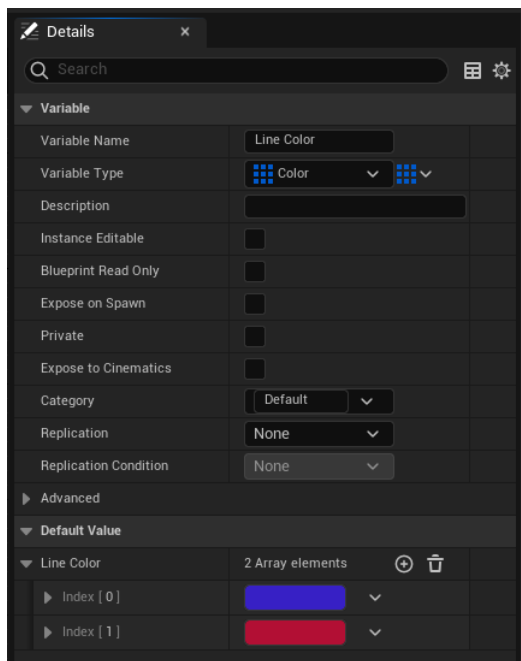 Details
Search
Variable
Variable Name Line Color
Variable Type Color
Description
Instance Editable
Blueprint Read Only
Expose on Spawn
Private
Expose to Cinematics
Category Default
Replication None
Replication Condition None
Advanced
Default Value
Line Color 2 Array elements
Index [ 0 ]
Index [ 1 ]